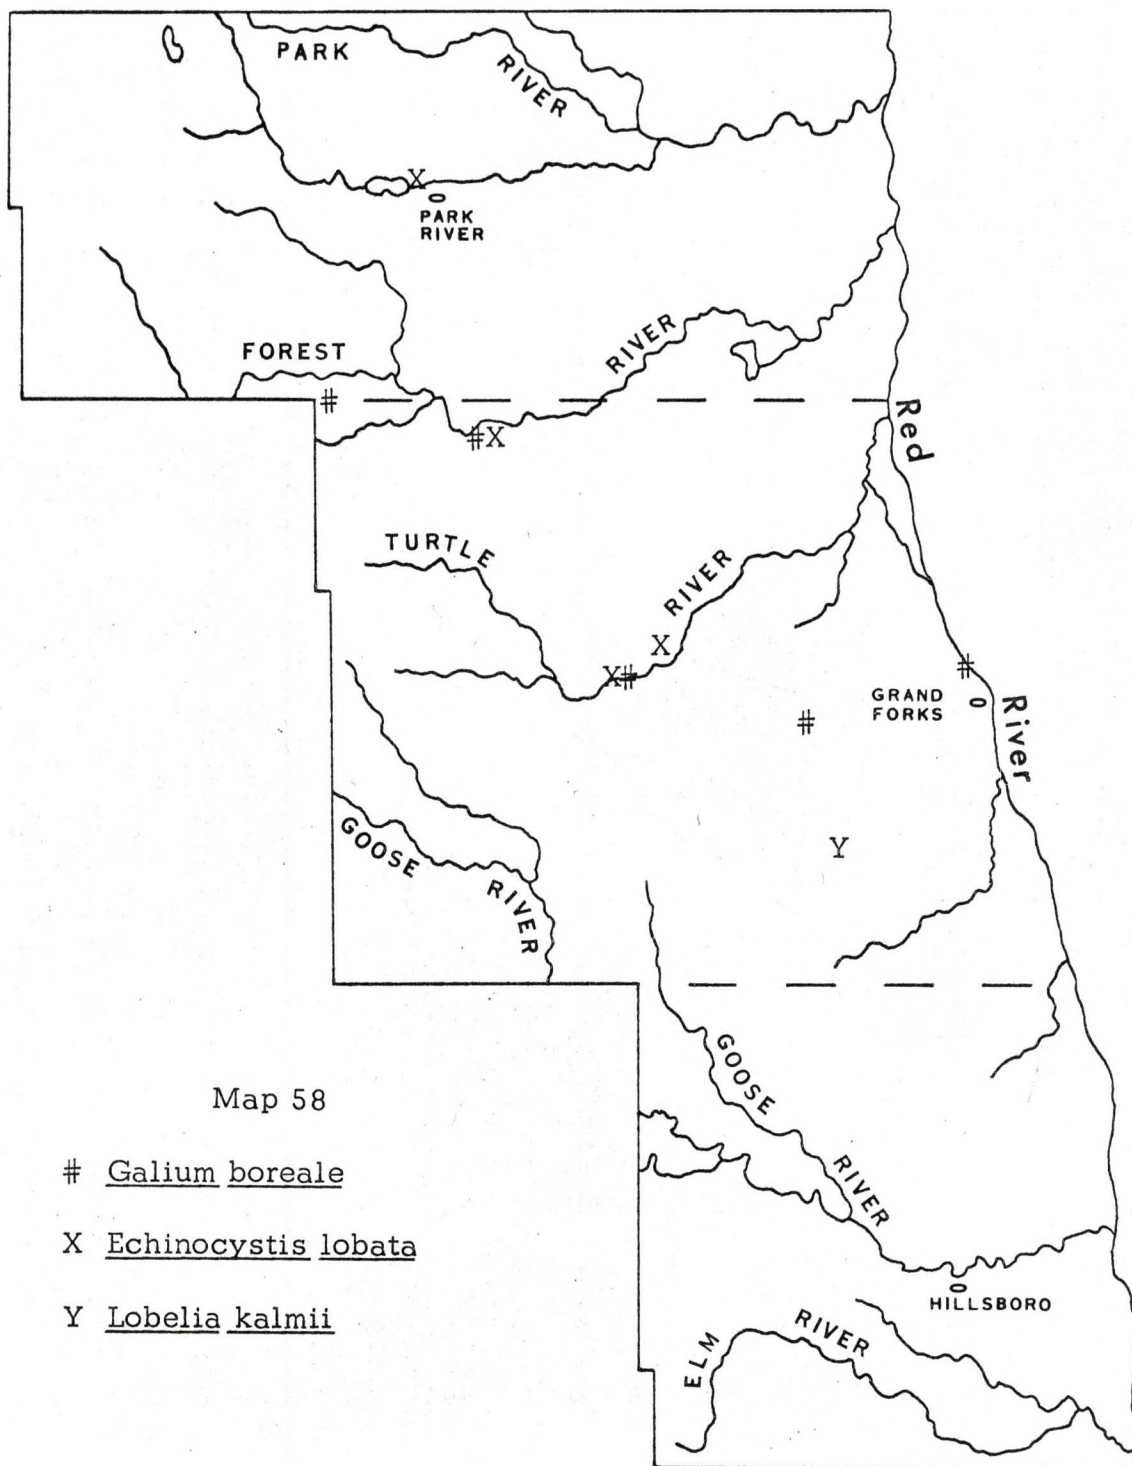 PARK
RIVER
X
PARK
RIVER
FOREST
RIVER
#
#X
Red
TURTLE
RIVER
X
X#
#
GRAND
FORKS
River
#
Y
GOOSE
RIVER
GOOSE
RIVER
HILLSBORO
ELM
RIVER
Map 58
# Galium boreale
X Echinocystis lobata
Y Lobelia kalmii